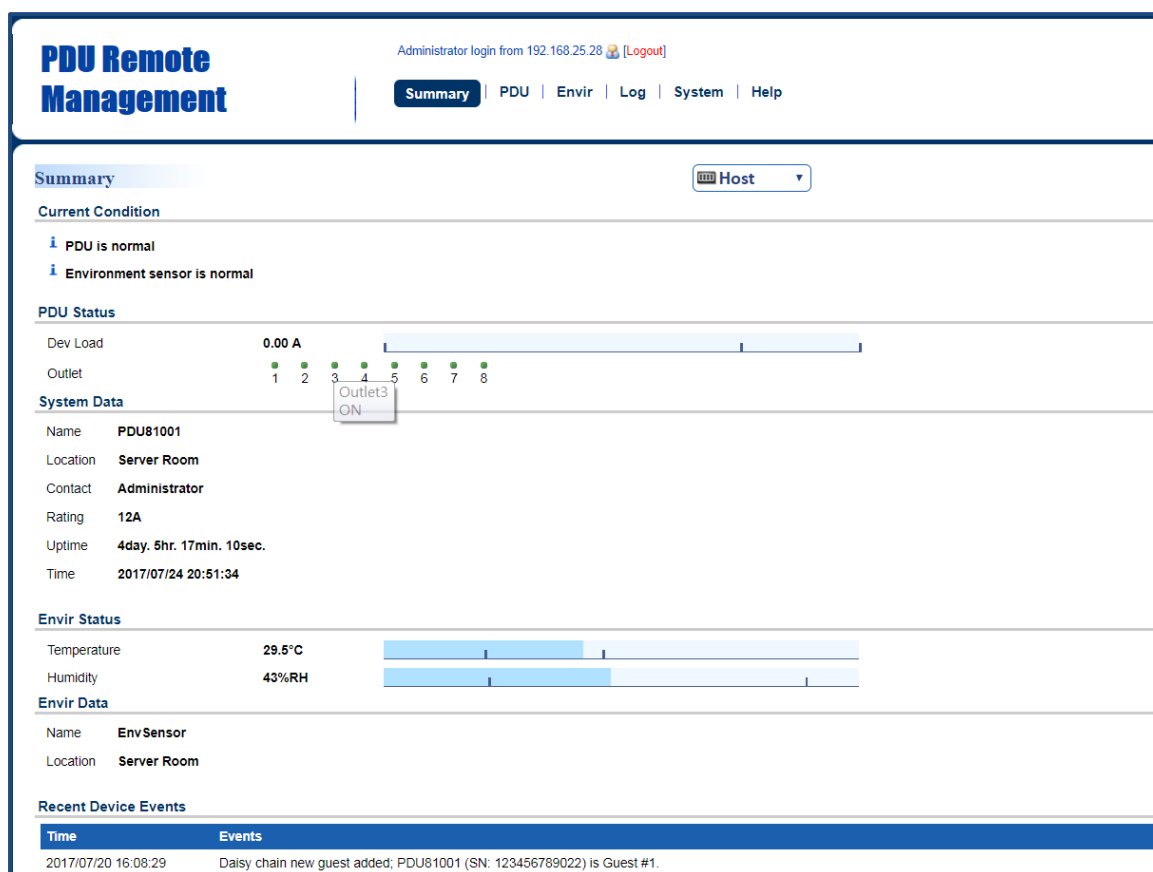 PDU Remote
Management
Administrator login from 192.168.25.28 [Logout]
Summary | PDU | Envir | Log | System | Help
Summary
Host
Current Condition
PDU is normal
Environment sensor is normal
PDU Status
Dev Load 0.00 A
Outlet 1 2 3 4 5 6 7 8
Outlet3
ON
System Data
Name PDU81001
Location Server Room
Contact Administrator
Rating 12A
Uptime 4day. 5hr. 17min. 10sec.
Time 2017/07/24 20:51:34
Envir Status
Temperature 29.5°C
Humidity 43%RH
Envir Data
Name EnvSensor
Location Server Room
Recent Device Events
Time Events
2017/07/20 16:08:29 Daisy chain new guest added; PDU81001 (SN: 123456789022) is Guest #1.